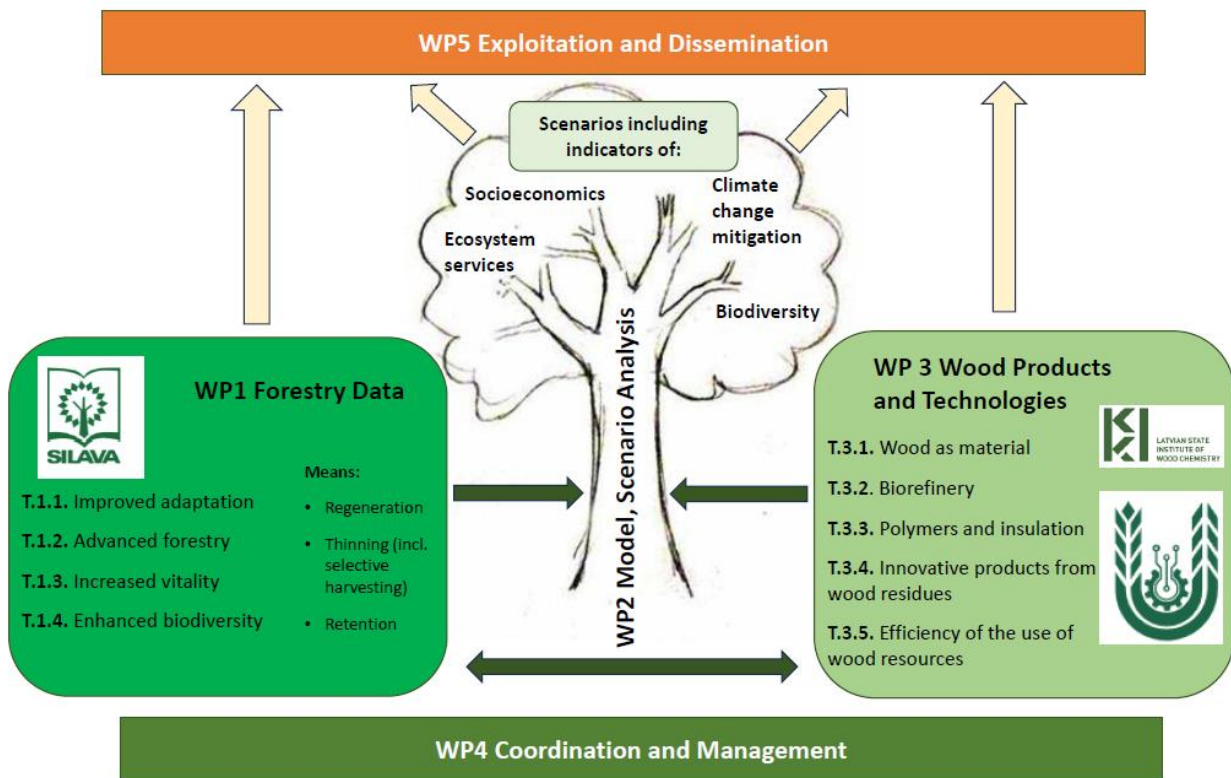 WP5 Exploitation and Dissemination
Scenarios including
indicators of:
Socioeconomics
Climate
change
mitigation
Ecosystem
services
Biodiversity
WP2 Model, Scenario Analysis
SILAVA
WP1 Forestry Data
T.1.1. Improved adaptation
T.1.2. Advanced forestry
T.1.3. Increased vitality
T.1.4. Enhanced biodiversity
Means:
• Regeneration
• Thinning (incl.
selective
harvesting)
• Retention
WP 3 Wood Products
and Technologies
LATVIAN STATE
INSTITUTE OF
WOOD CHEMISTRY
T.3.1. Wood as material
T.3.2. Biorefinery
T.3.3. Polymers and insulation
T.3.4. Innovative products from
wood residues
T.3.5. Efficiency of the use of
wood resources
WP4 Coordination and Management